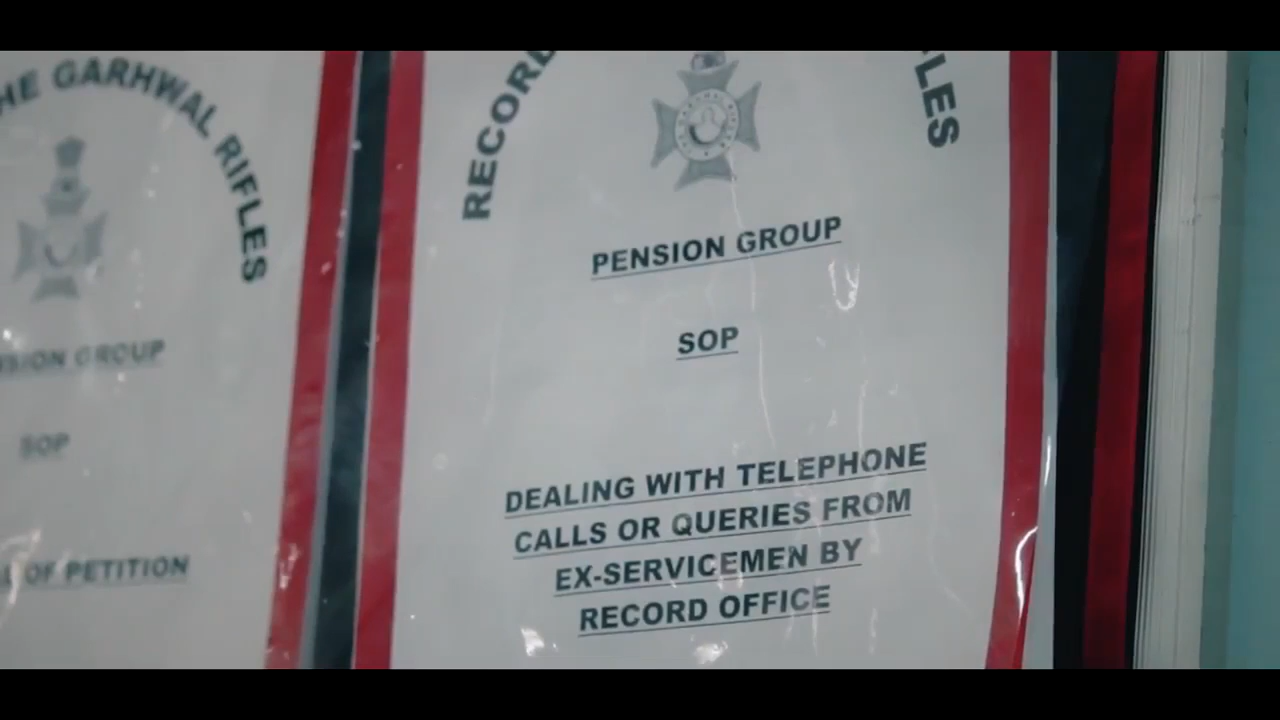 HE GARHWAL RIFLES
SION GROUP
SOP
OF PETITION
RECORD
LES
PENSION GROUP
SOP
DEALING WITH TELEPHONE
CALLS OR QUERIES FROM
EX-SERVICEMEN BY
RECORD OFFICE